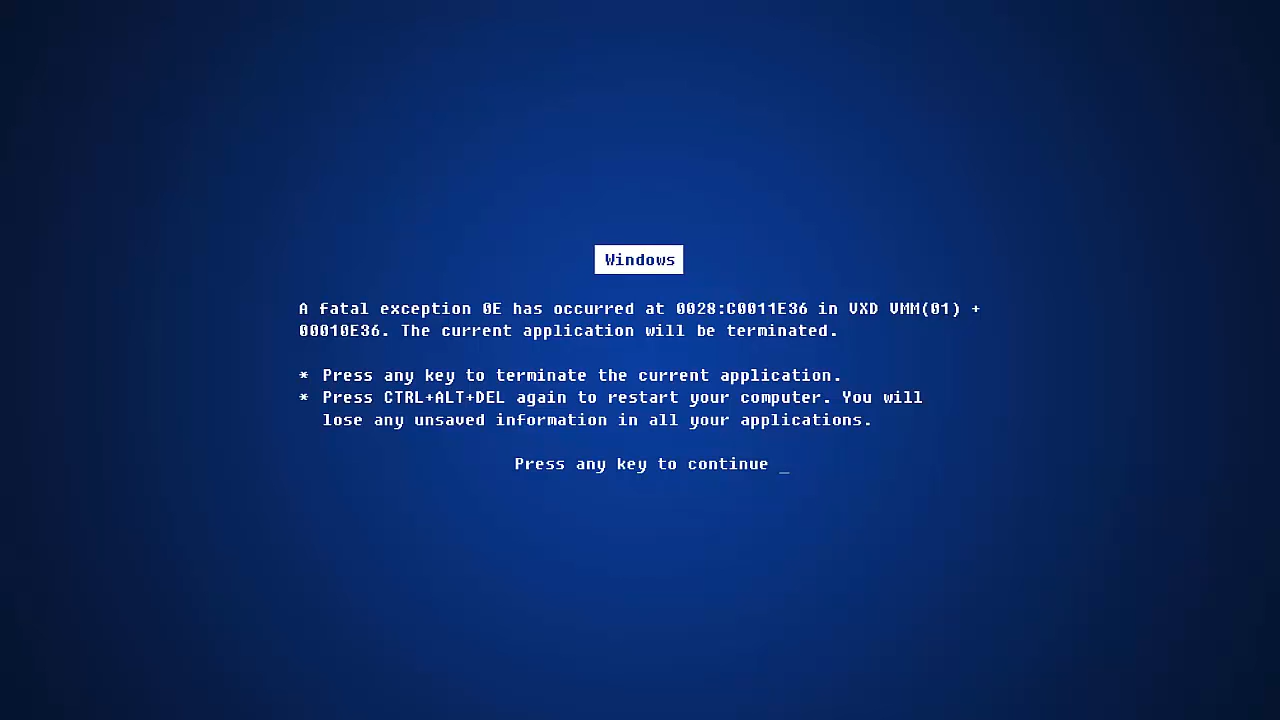 Windows
A fatal exception 0E has occurred at 0028:C0011E36 in VXD VMM(01) +
00010E36. The current application will be terminated.
* Press any key to terminate the current application.
* Press CTRL+ALT+DEL again to restart your computer. You will
lose any unsaved information in all your applications.
Press any key to continue _